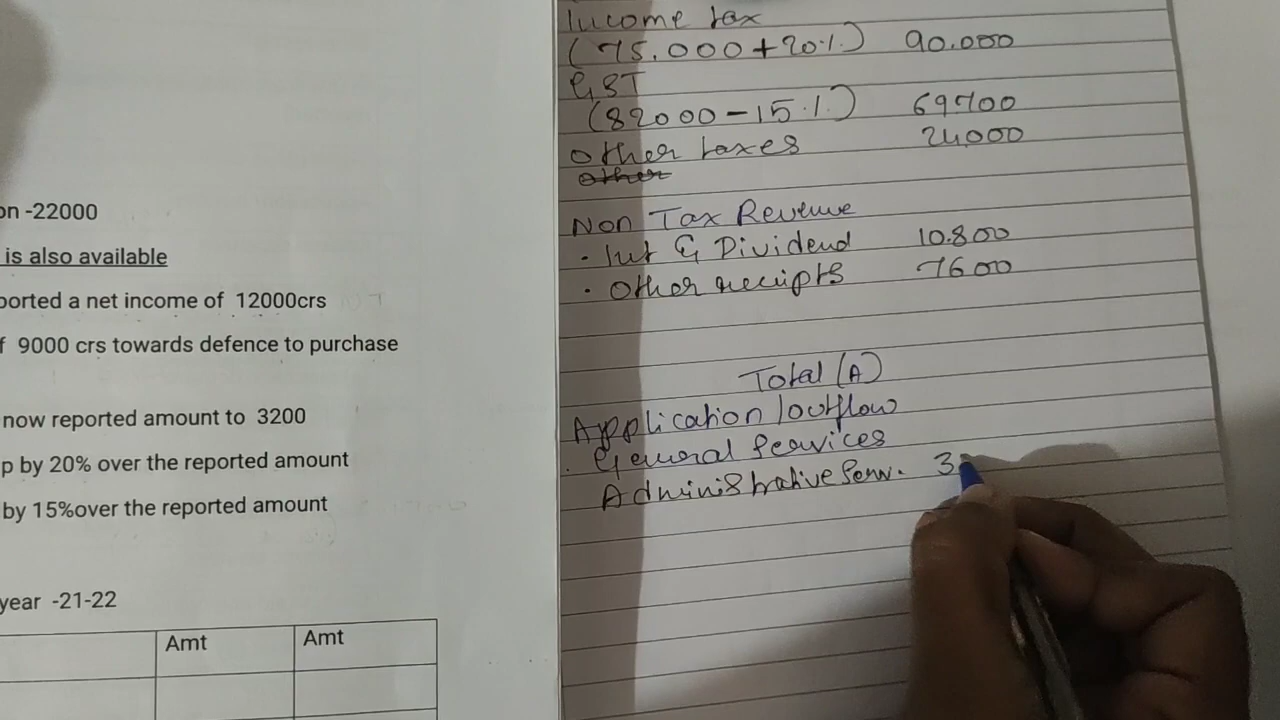 on -22000
is also available
ported a net income of 12000crs
f 9000 crs towards defence to purchase
now reported amount to 3200
p by 20% over the reported amount
by 15%over the reported amount
year -21-22
Amt Amt
Income tax
(75.000+20%) 90.000
GST
(82000-15%) 69700
Other taxes 24000
Other
Non Tax Revenue
• Int & Dividend 10.800
• Other receipts 7600
Total (A)
Application/outflow
• General Services
Administrative Serv. 3